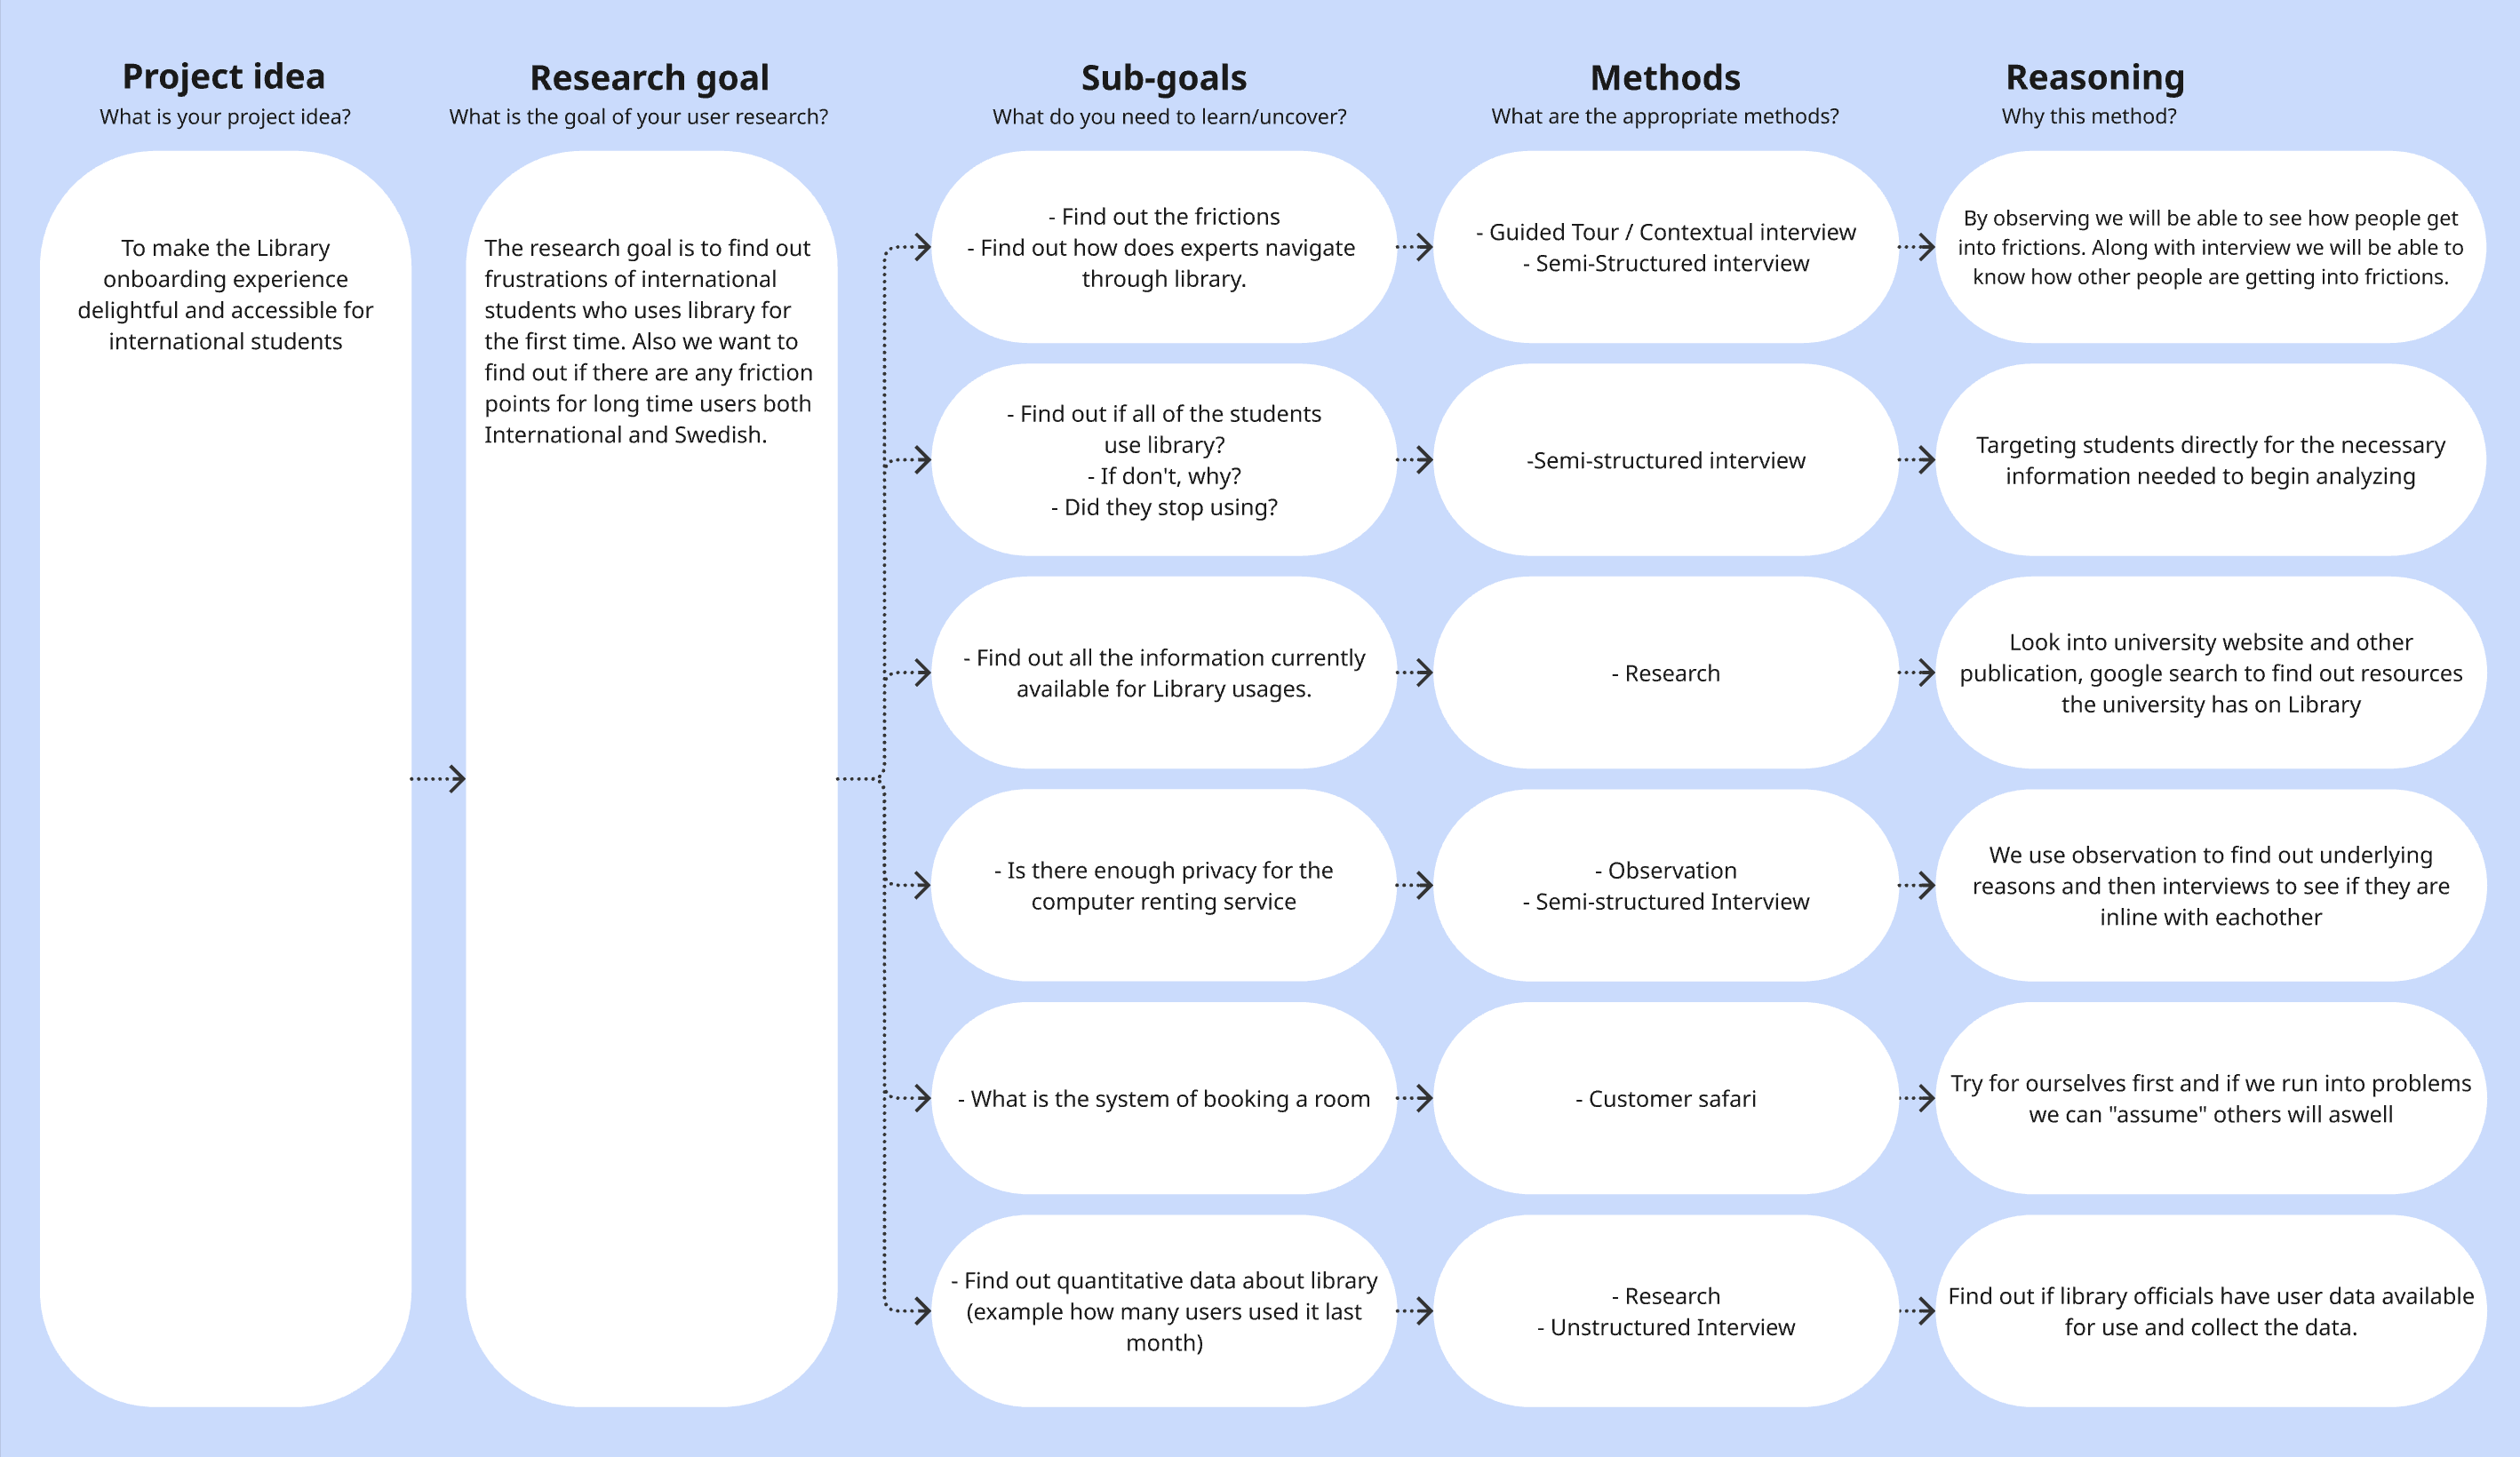 Project idea
What is your project idea?
To make the Library
onboarding experience
delightful and accessible for
international students
Research goal
What is the goal of your user research?
The research goal is to find out
frustrations of international
students who uses library for
the first time. Also we want to
find out if there are any friction
points for long time users both
International and Swedish.
Sub-goals
What do you need to learn/uncover?
Methods
What are the appropriate methods?
Reasoning
Why this method?
- Find out the frictions
- Find out how does experts navigate
through library.
- Guided Tour / Contextual interview
- Semi-Structured interview
By observing we will be able to see how people get
into frictions. Along with interview we will be able to
know how other people are getting into frictions.
- Find out if all of the students
use library?
- If don't, why?
- Did they stop using?
-Semi-structured interview
Targeting students directly for the necessary
information needed to begin analyzing
- Find out all the information currently
available for Library usages.
- Research
Look into university website and other
publication, google search to find out resources
the university has on Library
- Is there enough privacy for the
computer renting service
- Observation
- Semi-structured Interview
We use observation to find out underlying
reasons and then interviews to see if they are
inline with eachother
- What is the system of booking a room
- Customer safari
Try for ourselves first and if we run into problems
we can "assume" others will aswell
- Find out quantitative data about library
(example how many users used it last
month)
- Research
- Unstructured Interview
Find out if library officials have user data available
for use and collect the data.